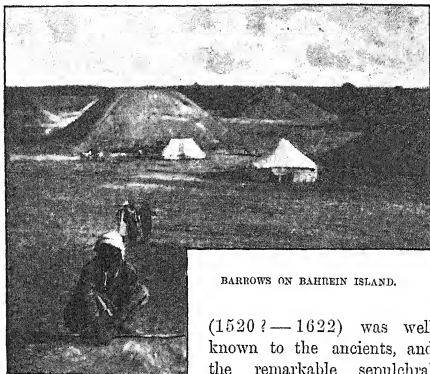 BARROWS ON BAHREIN ISLAND.
(1520 ?—1622) was well
known to the ancients, and
the remarkable sepulchral